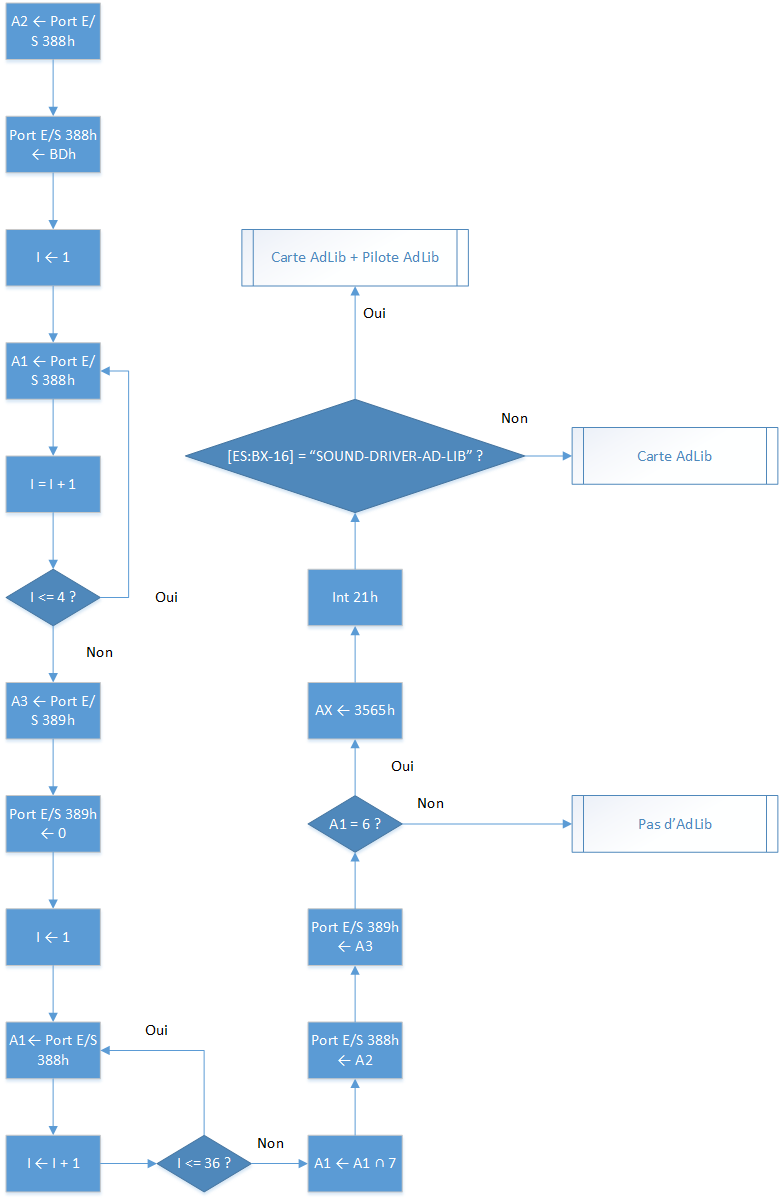 A2 ← Port E/
S 388h
Port E/S 388h
← BDh
I ← 1
A1 ← Port E/
S 388h
I = I + 1
I <= 4 ?
Oui
Non
A3 ← Port E/
S 389h
Port E/S 389h
← 0
I ← 1
A1← Port E/S
388h
I ← I + 1
I <= 36 ?
Oui
Non
A1 ← A1 ∩ 7
Port E/S 388h
← A2
Port E/S 389h
← A3
A1 = 6 ?
Non
Pas d’AdLib
Oui
AX ← 3565h
Int 21h
[ES:BX-16] = “SOUND-DRIVER-AD-LIB” ?
Non
Carte AdLib
Oui
Carte AdLib + Pilote AdLib